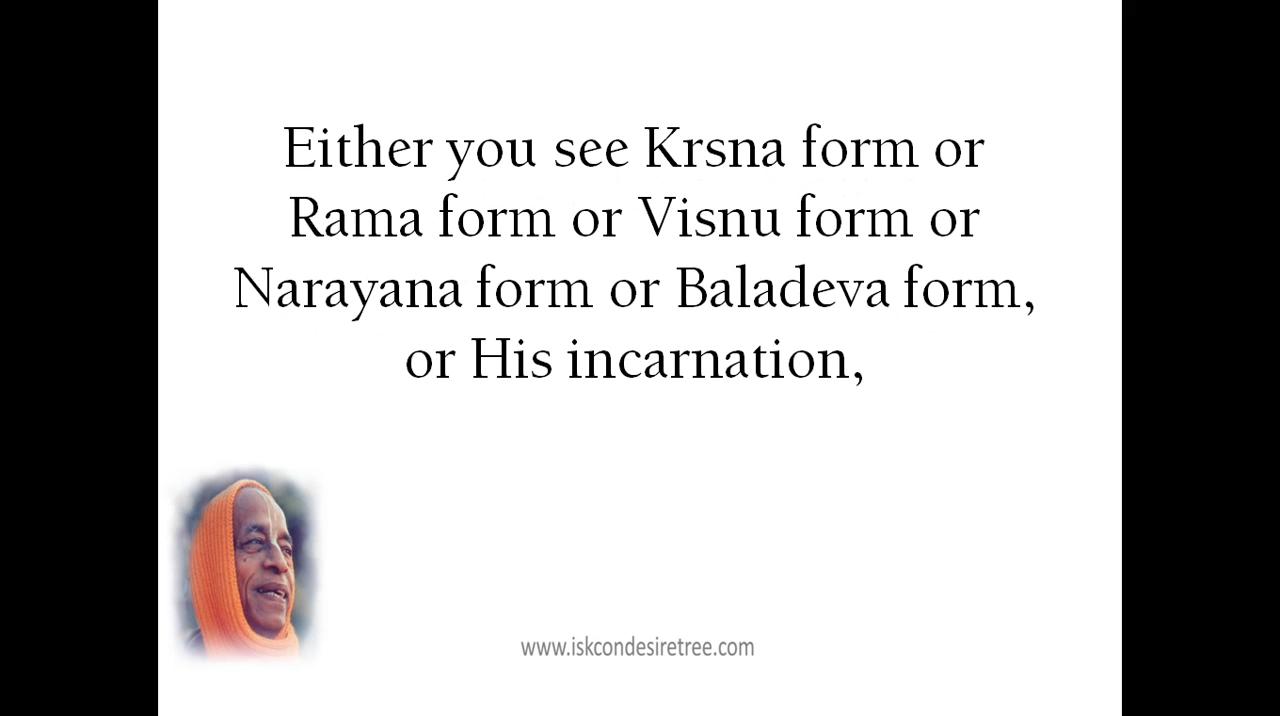 Either you see Krsna form or
Rama form or Visnu form or
Narayana form or Baladeva form,
or His incarnation,
www.iskcondesiretree.com